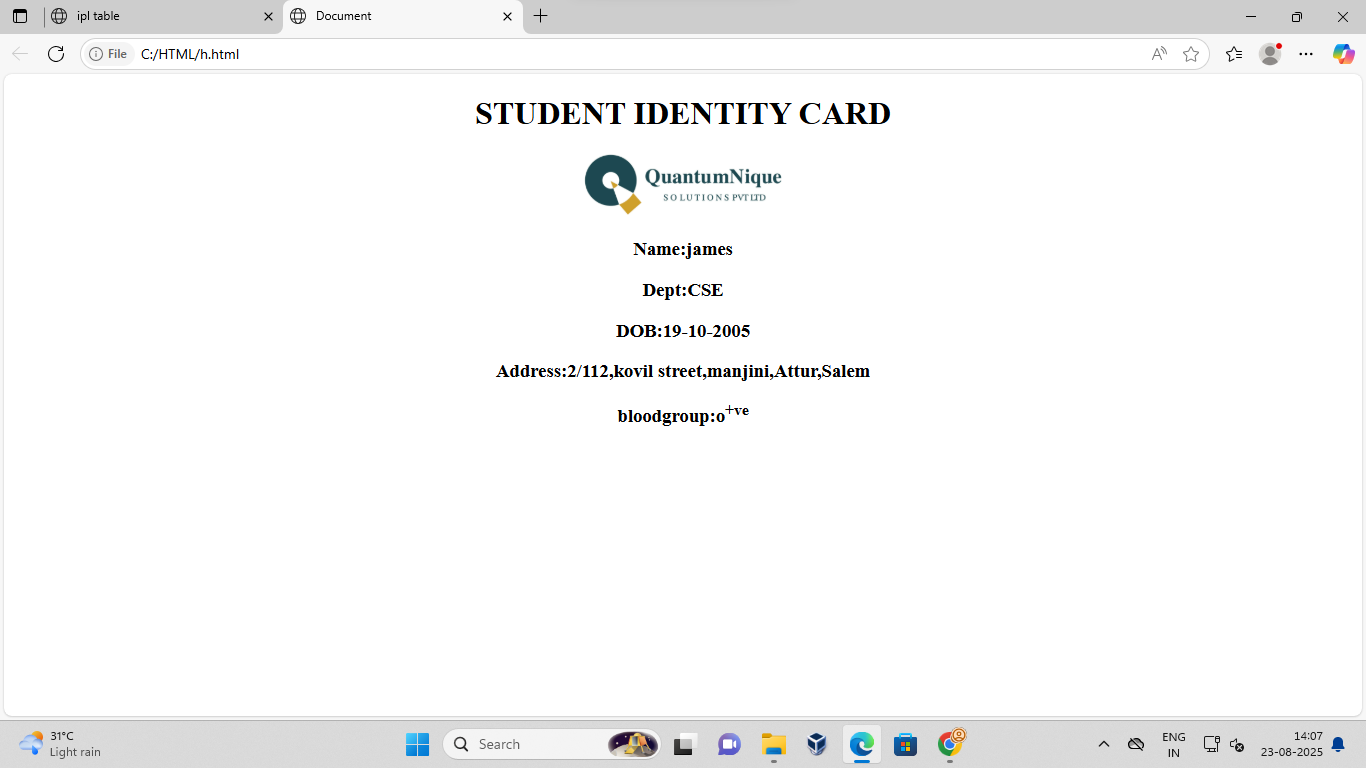 ipl table
Document
File
C:/HTML/h.html
STUDENT IDENTITY CARD
QuantumNique
SOLUTIONS PVT LTD
Name:james
Dept:CSE
DOB:19-10-2005
Address:2/112,kovil street,manjini,Attur,Salem
bloodgroup:o+ve
31°C
Light rain
Search
ENG
IN
14:07
23-08-2025